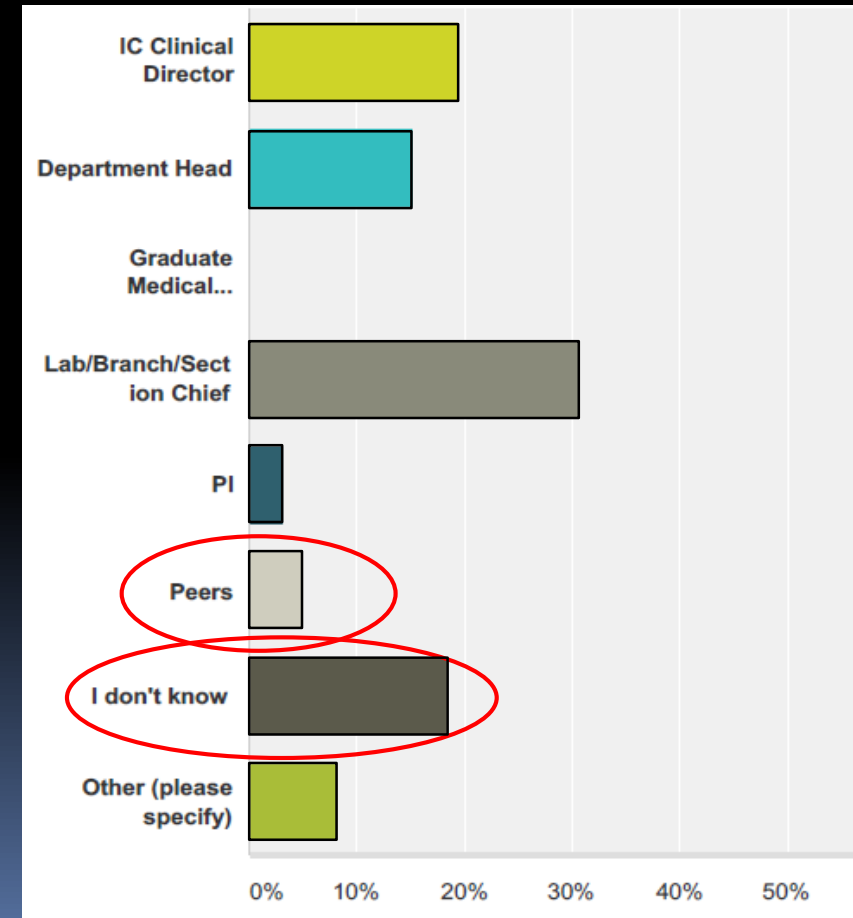 IC Clinical
Director
Department Head
Graduate
Medical...
Lab/Branch/Sect
ion Chief
PI
Peers
I don't know
Other (please
specify)
0% 10% 20% 30% 40% 50%